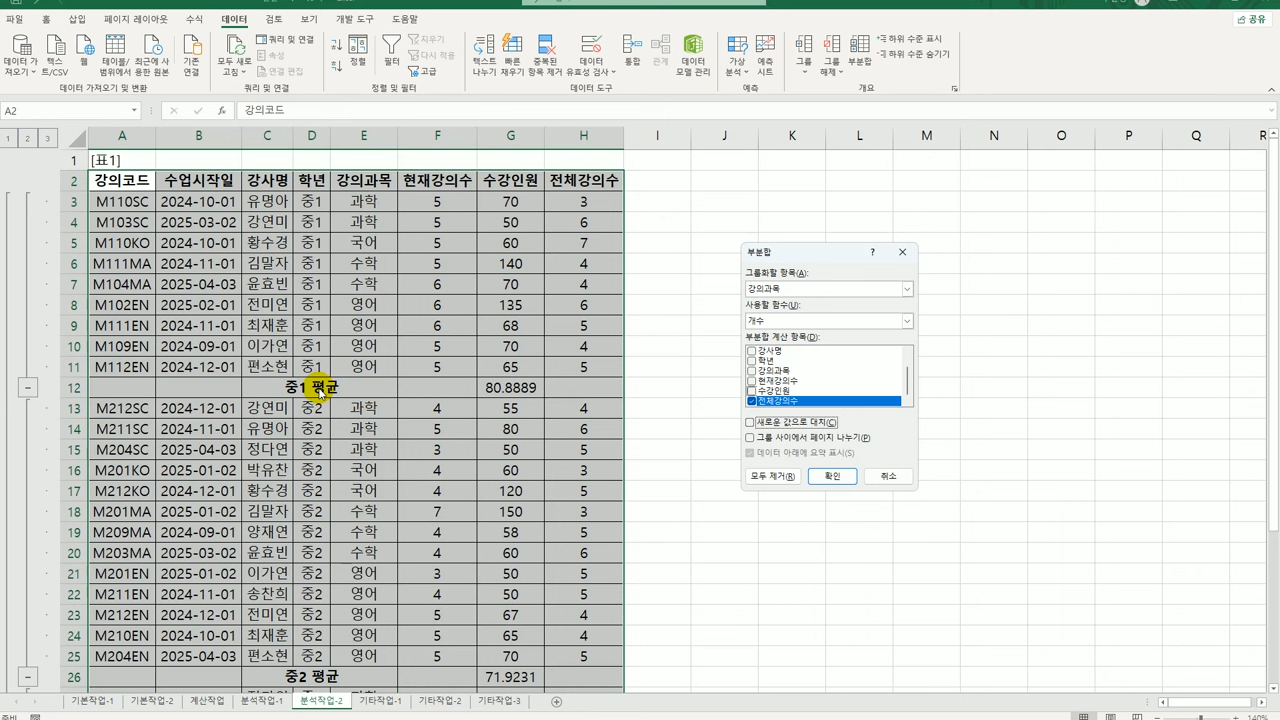 파일 홈 삽입 페이지 레이아웃 수식 데이터 검토 보기 개발 도구 도움말 공유
데이터 가져오기 텍스트/CSV 웹 테이블/범위에서 최근에 사용한 원본 기존 연결 모두 새로 고침 쿼리 및 연결 속성 연결 편집 정렬 필터 지우기 다시 적용 고급 텍스트 나누기 빠른 채우기 중복된 항목 제거 데이터 유효성 검사 통합 관계 데이터 모델 관리 가상 분석 예측 시트 그룹 그룹 해제 부분합 하위 수준 표시 하위 수준 숨기기
데이터 가져오기 및 변환 쿼리 및 연결 정렬 및 필터 데이터 도구 예측 개요
A2 fx 강의코드
1 2 3 A B C D E F G H I J K L M N O P Q R
1 [표1]
2 강의코드 수업시작일 강사명 학년 강의과목 현재강의수 수강인원 전체강의수
3 M110SC 2024-10-01 유명아 중1 과학 5 70 3
4 M103SC 2025-03-02 강연미 중1 과학 5 50 6
5 M110KO 2024-10-01 황수경 중1 국어 5 60 7
6 M111MA 2024-11-01 김말자 중1 수학 5 140 4
7 M104MA 2025-04-03 윤효빈 중1 수학 6 70 4
8 M102EN 2025-02-01 전미연 중1 영어 6 135 6
9 M111EN 2024-11-01 최재훈 중1 영어 6 68 5
10 M109EN 2024-09-01 이가연 중1 영어 5 70 4
11 M112EN 2024-12-01 편소현 중1 영어 5 65 5
12 중1 평균 80.8889
13 M212SC 2024-12-01 강연미 중2 과학 4 55 4
14 M211SC 2024-11-01 유명아 중2 과학 5 80 6
15 M204SC 2025-04-03 정다연 중2 과학 3 50 5
16 M201KO 2025-01-02 박유찬 중2 국어 4 60 3
17 M212KO 2024-12-01 황수경 중2 국어 4 120 5
18 M201MA 2025-01-02 김말자 중2 수학 7 150 3
19 M209MA 2024-09-01 양재연 중2 수학 4 58 5
20 M203MA 2025-03-02 윤효빈 중2 수학 4 60 6
21 M201EN 2025-01-02 이가연 중2 영어 3 50 5
22 M211EN 2024-11-01 송찬희 중2 영어 4 50 5
23 M212EN 2024-12-01 전미연 중2 영어 5 67 4
24 M210EN 2024-10-01 최재훈 중2 영어 5 65 4
25 M204EN 2025-04-03 편소현 중2 영어 5 70 5
26 중2 평균 71.9231
부분합 ?
그룹화할 항목(A):
강의과목
사용할 함수(U):
개수
부분합 계산 항목(D):
강사명
학년
강의과목
현재강의수
수강인원
전체강의수
새로운 값으로 대치(C)
그룹 사이에서 페이지 나누기(P)
데이터 아래에 요약 표시(S)
모두 제거(R) 확인 취소
기본작업-1 기본작업-2 계산작업 분석작업-1 분석작업-2 기타작업-1 기타작업-2 기타작업-3
140%